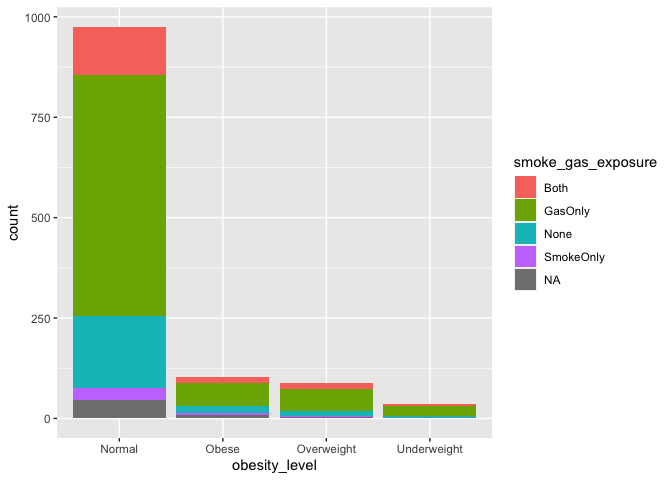 1000
750
500
250
0
count
Normal
Obese
Overweight
Underweight
obesity_level
smoke_gas_exposure
Both
GasOnly
None
SmokeOnly
NA